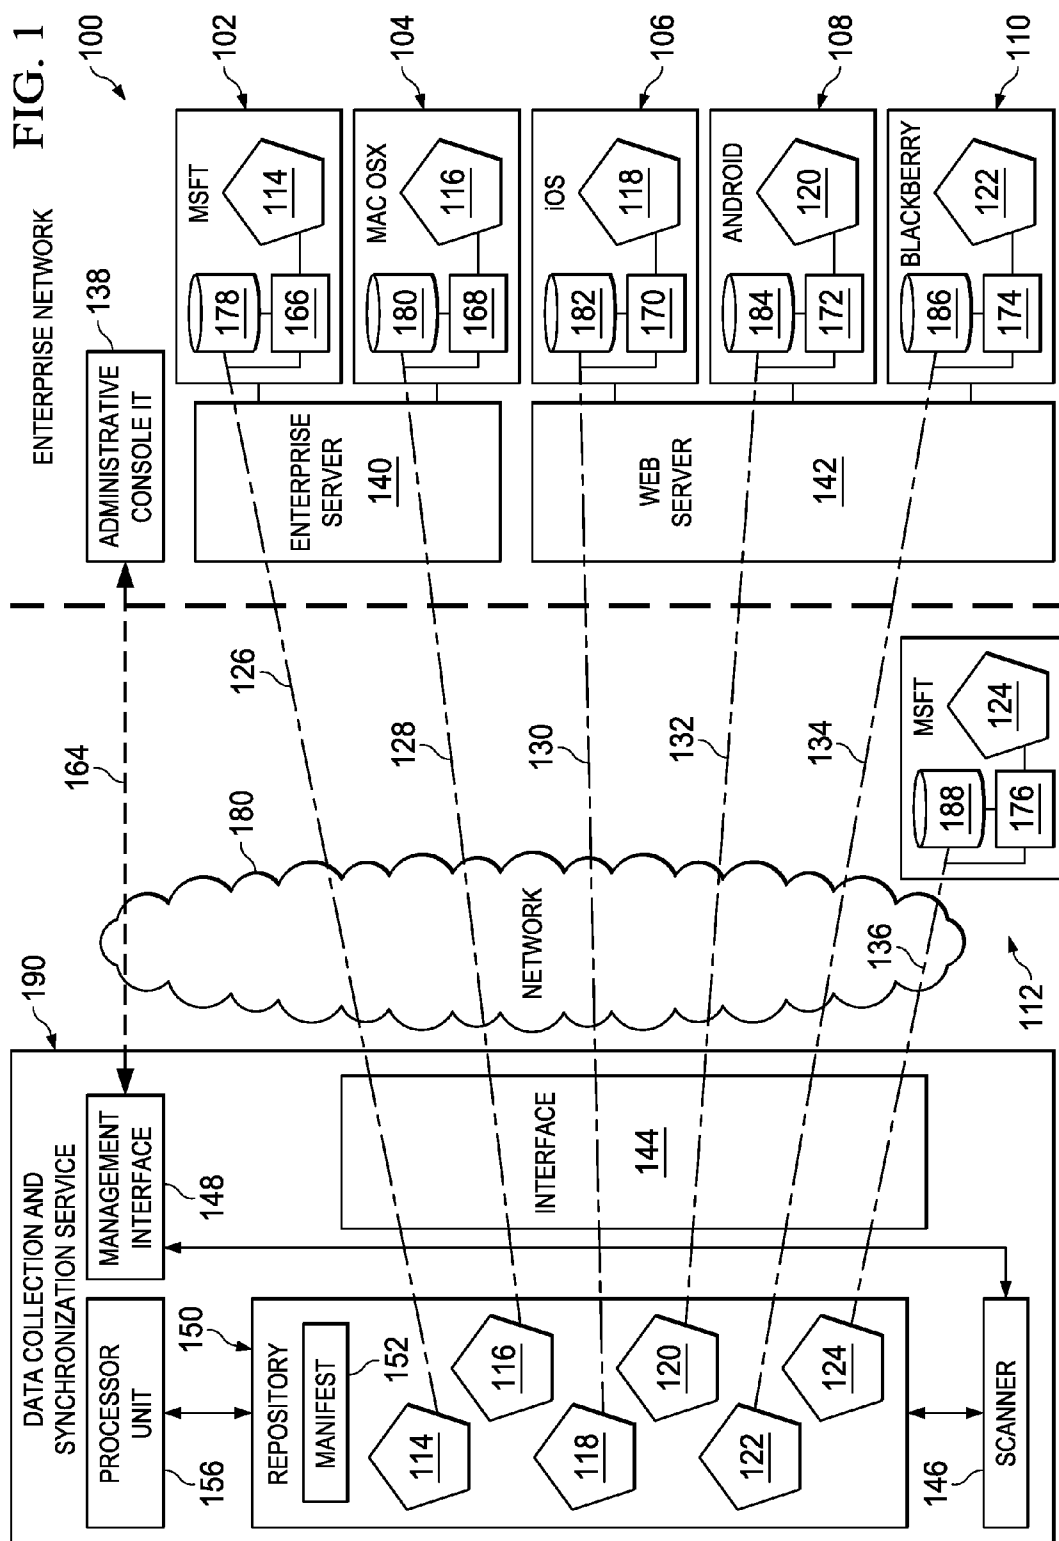 FIG. 1
100
ENTERPRISE NETWORK
DATA COLLECTION AND
SYNCHRONIZATION SERVICE
190
PROCESSOR
UNIT
156
MANAGEMENT
INTERFACE
148
164
180
NETWORK
ADMINISTRATIVE
CONSOLE IT
138
REPOSITORY
150
MANIFEST
152
114
116
118
120
122
124
SCANNER
146
INTERFACE
144
126
128
130
132
134
136
112
ENTERPRISE
SERVER
140
WEB
SERVER
142
MSFT
178
166
114
102
MAC OSX
180
168
116
104
iOS
182
170
118
106
ANDROID
184
172
120
108
BLACKBERRY
186
174
122
110
MSFT
188
176
124